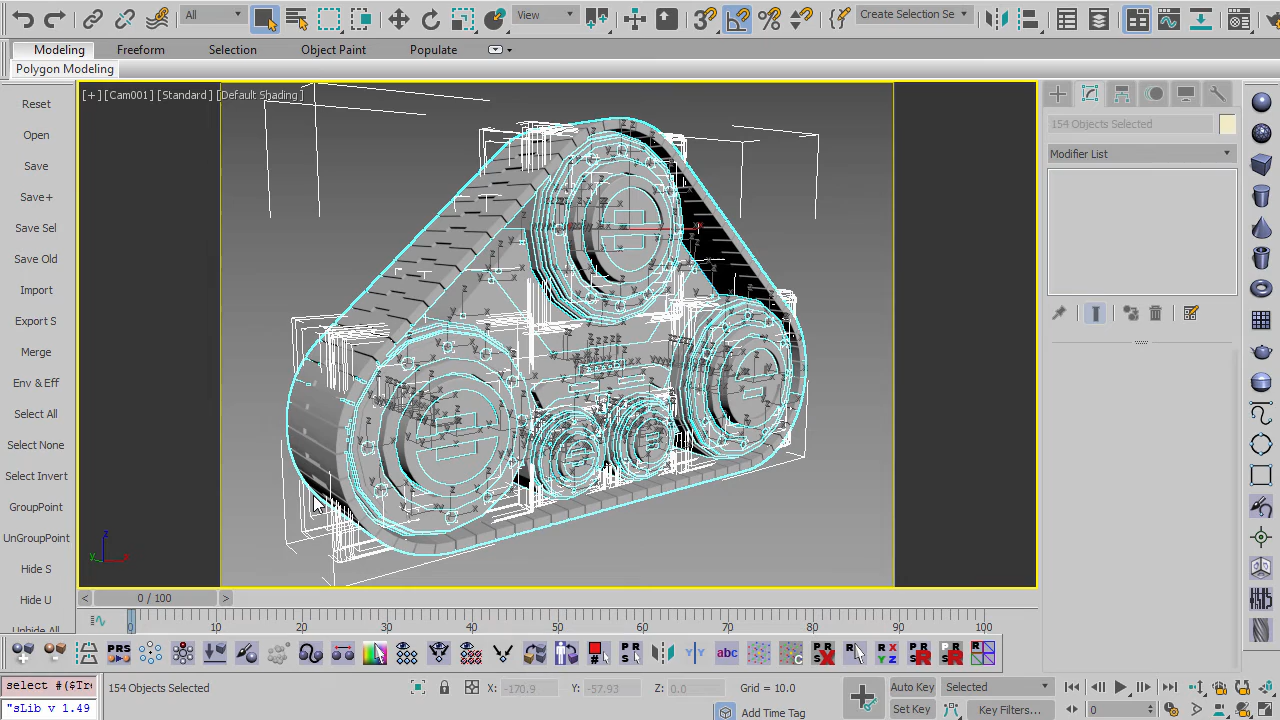 All
View
Create Selection Se
Modeling
Freeform
Selection
Object Paint
Populate
Polygon Modeling
Reset
Open
Save
Save+
Save Sel
Save Old
Import
Export S
Merge
Env & Eff
Select All
Select None
Select Invert
GroupPoint
UnGroupPoint
Hide S
Hide U
Unhide All
[+] [Cam001] [Standard] [Default Shading]
154 Objects Selected
Modifier List
z
y
x
< 0 / 100 >
0 10 20 30 40 50 60 70 80 90 100
PRS
abc
select #($Tr
"sLib v 1.49
154 Objects Selected
X: -170.9
Y: -57.93
Z: 0.0
Grid = 10.0
Add Time Tag
Auto Key
Selected
Set Key
Key Filters...
0